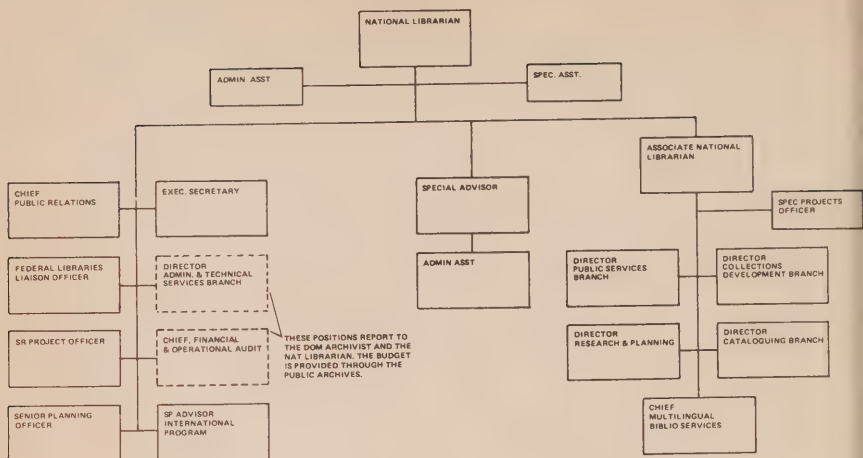 NATIONAL LIBRARIAN
ADMIN ASST
SPEC. ASST.
ASSOCIATE NATIONAL
LIBRARIAN
CHIEF
PUBLIC RELATIONS
EXEC. SECRETARY
SPECIAL ADVISOR
SPEC PROJECTS
OFFICER
FEDERAL LIBRARIES
LIAISON OFFICER
DIRECTOR
ADMIN. & TECHNICAL
SERVICES BRANCH
ADMIN ASST
DIRECTOR
PUBLIC SERVICES
BRANCH
DIRECTOR
COLLECTIONS
DEVELOPMENT BRANCH
SR PROJECT OFFICER
CHIEF, FINANCIAL
& OPERATIONAL AUDIT
THESE POSITIONS REPORT TO
THE DOM ARCHIVIST AND THE
NAT LIBRARIAN. THE BUDGET
IS PROVIDED THROUGH THE
PUBLIC ARCHIVES.
DIRECTOR
RESEARCH & PLANNING
DIRECTOR
CATALOGUING BRANCH
SENIOR PLANNING
OFFICER
SP ADVISOR
INTERNATIONAL
PROGRAM
CHIEF
MULTILINGUAL
BIBLIO SERVICES